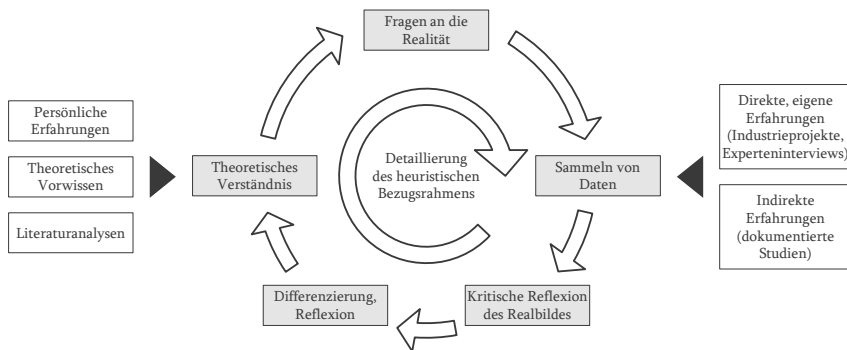 Fragen an die
Realität
Persönliche
Erfahrungen
Theoretisches
Vorwissen
Literaturanalysen
Theoretisches
Verständnis
Detaillierung
des heuristischen
Bezugsrahmens
Sammeln von
Daten
Direkte, eigene
Erfahrungen
(Industrieprojekte,
Experteninterviews)
Indirekte
Erfahrungen
(dokumentierte
Studien)
Differenzierung,
Reflexion
Kritische Reflexion
des Realbildes